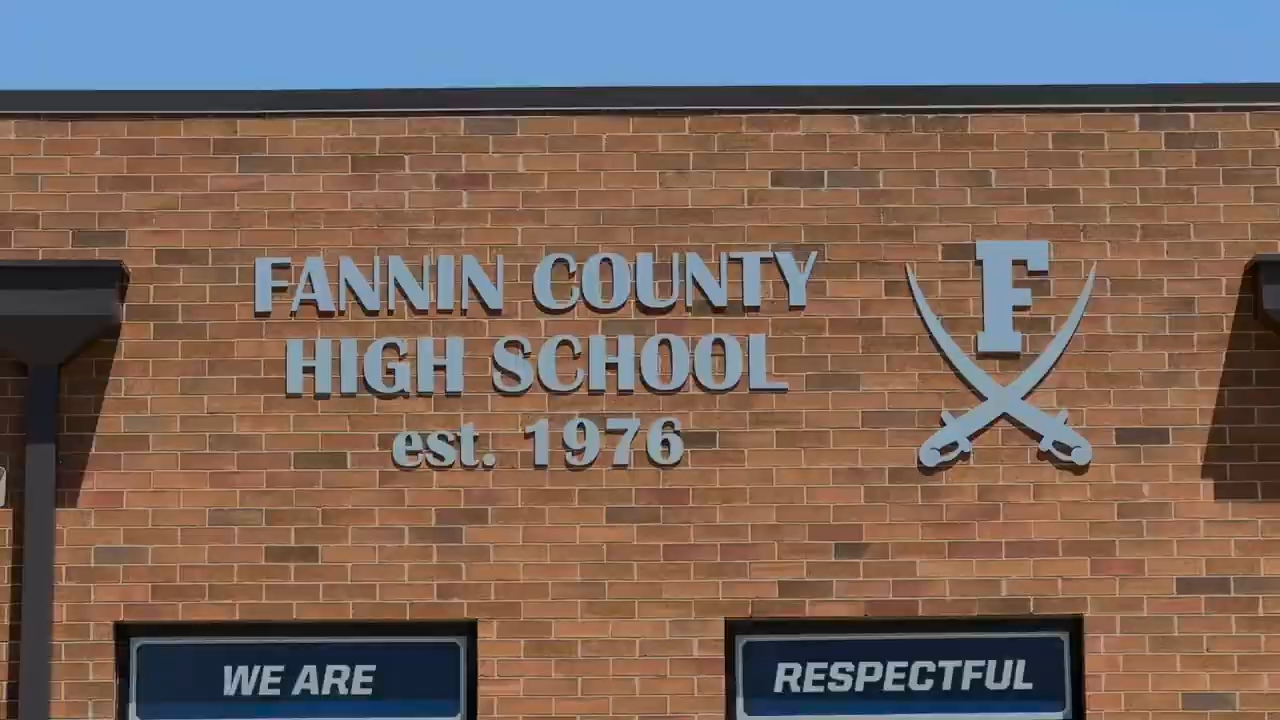 FANNIN COUNTY
HIGH SCHOOL
est. 1976
F
WE ARE
RESPECTFUL